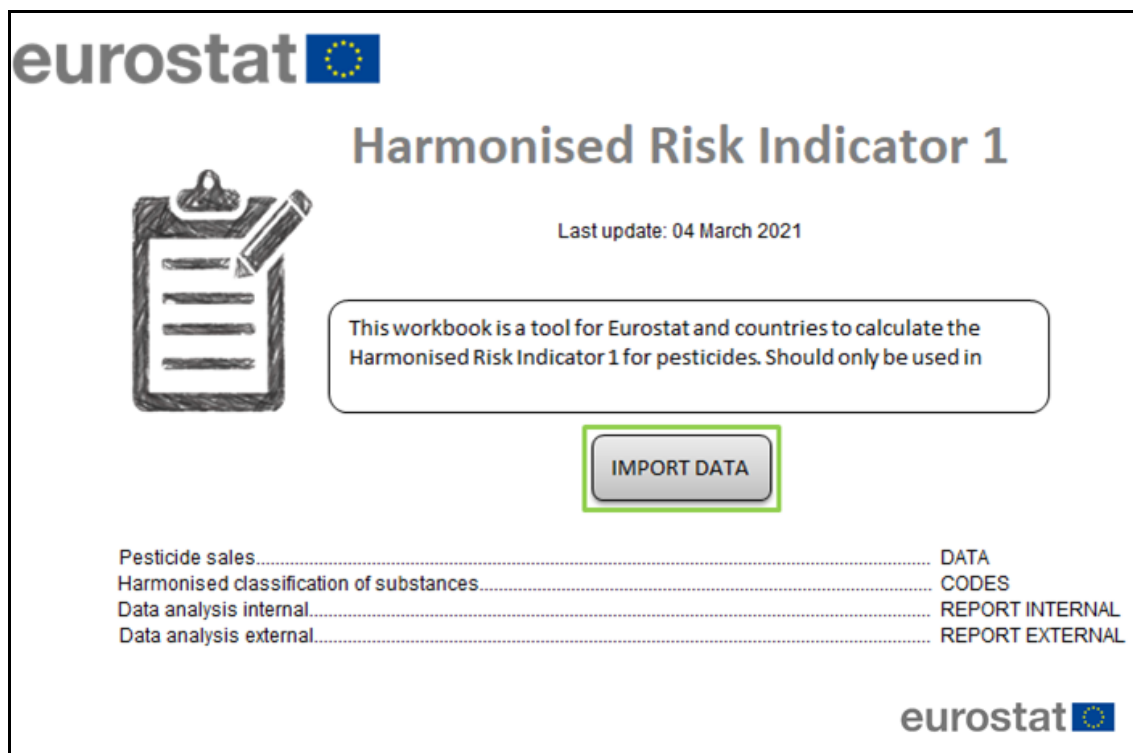 eurostat
Harmonised Risk Indicator 1
Last update: 04 March 2021
This workbook is a tool for Eurostat and countries to calculate the
Harmonised Risk Indicator 1 for pesticides. Should only be used in
IMPORT DATA
Pesticide sales.................................................. DATA
Harmonised classification of substances.................................................. CODES
Data analysis internal.................................................. REPORT INTERNAL
Data analysis external.................................................. REPORT EXTERNAL
eurostat